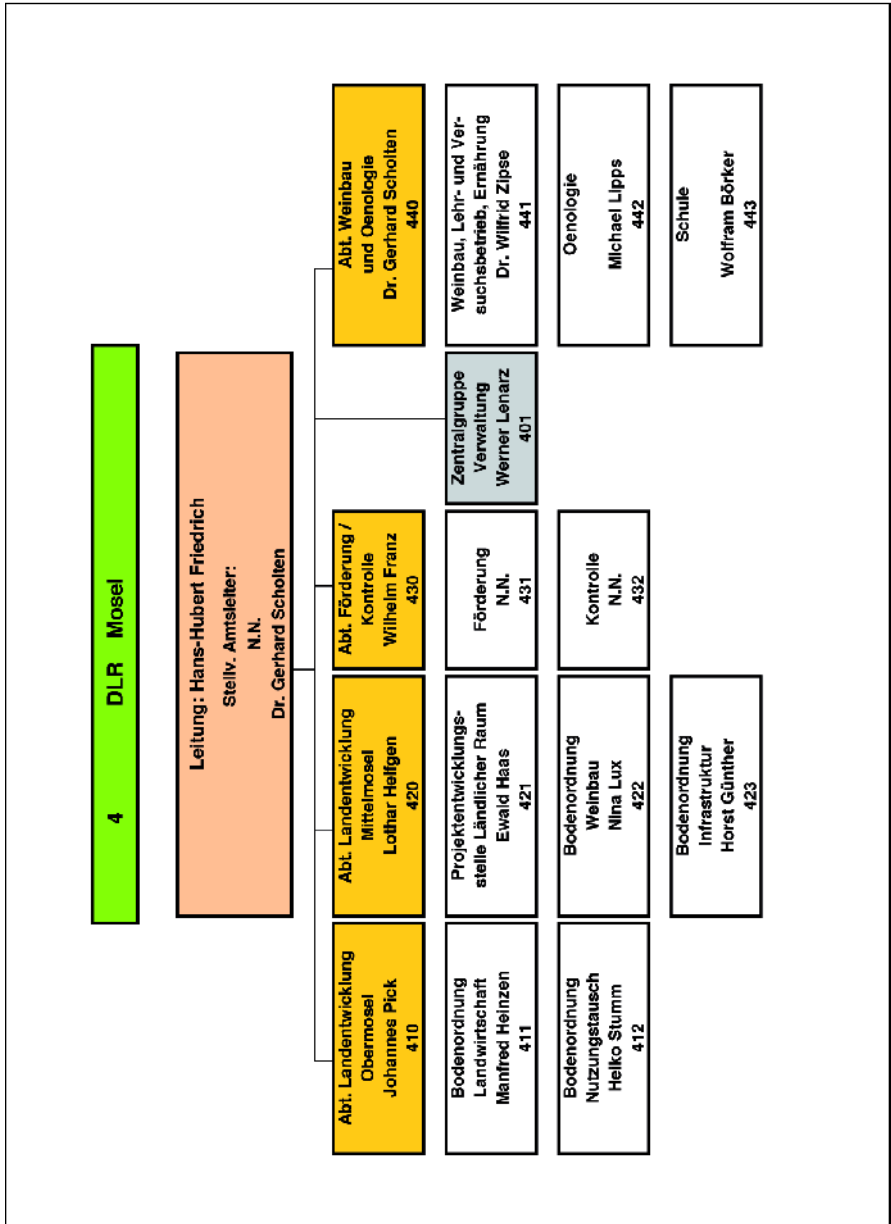 4 DLR Mosel
Leitung: Hans-Hubert Friedrich
Stellv. Amtsleiter:
N.N.
Dr. Gerhard Scholten
Abt. Landentwicklung
Obermosel
Johannes Pick
410
Bodenordnung
Landwirtschaft
Manfred Heinzen
411
Bodenordnung
Nutzungstausch
Heiko Stumm
412
Abt. Landentwicklung
Mittelmosel
Lothar Helfgen
420
Projektentwicklungs-
stelle Ländlicher Raum
Ewald Haas
421
Bodenordnung
Weinbau
Nina Lux
422
Bodenordnung
Infrastruktur
Horst Günther
423
Abt. Förderung /
Kontrolle
Wilhelm Franz
430
Förderung
N.N.
431
Kontrolle
N.N.
432
Zentralgruppe
Verwaltung
Werner Lenarz
401
Abt. Weinbau
und Oenologie
Dr. Gerhard Scholten
440
Weinbau, Lehr- und Ver-
suchsbetrieb, Ernährung
Dr. Wilfrid Zipse
441
Oenologie
Michael Lipps
442
Schule
Wolfram Börker
443